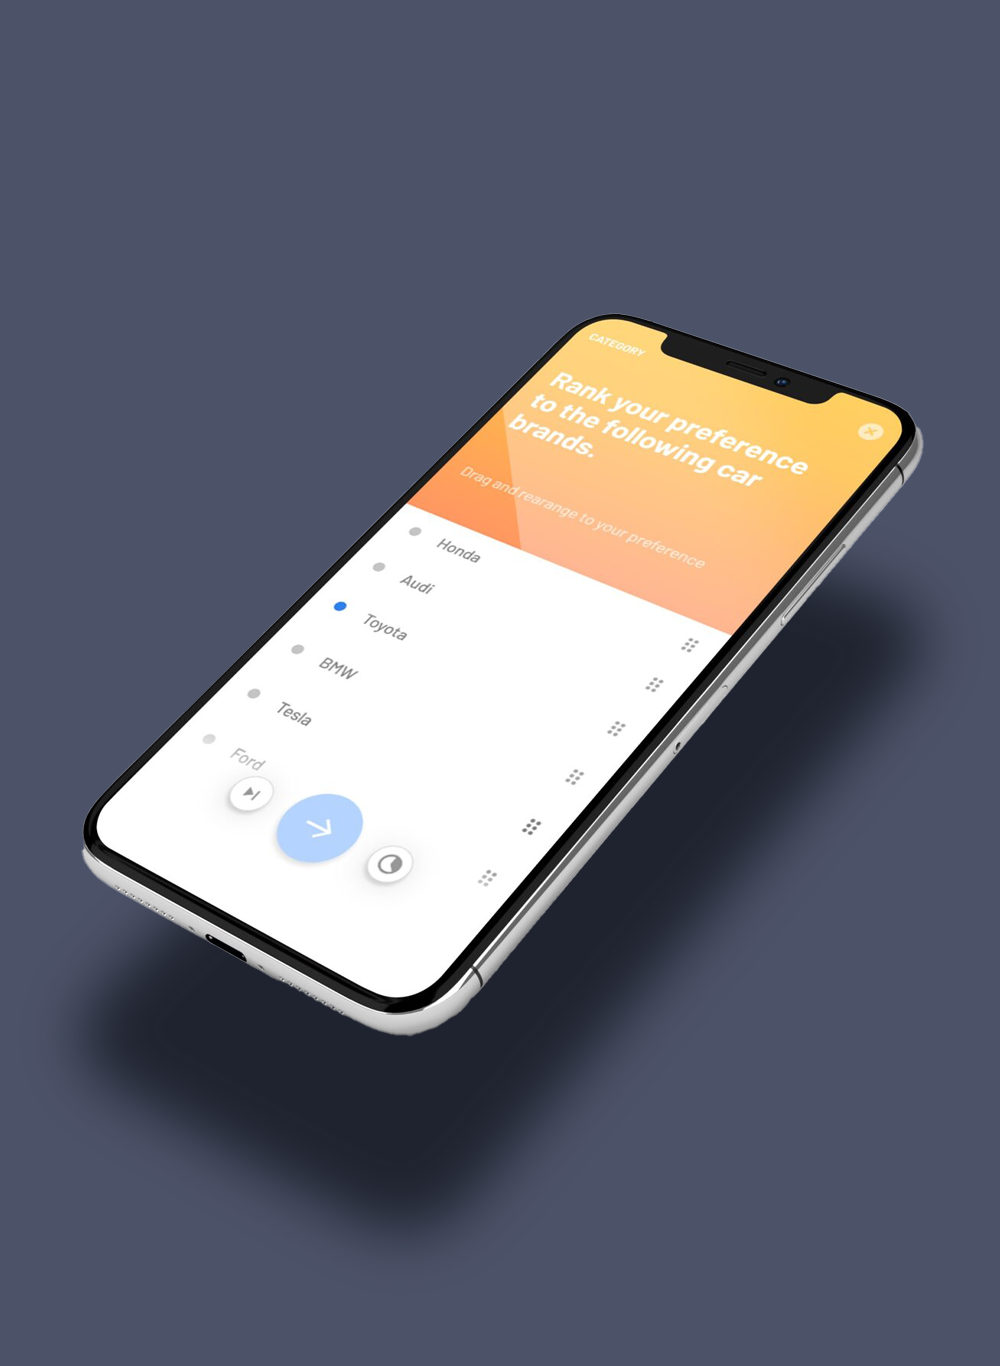 CATEGORY
Rank your preference
to the following car
brands.
Drag and rearange to your preference
Honda
Audi
Toyota
BMW
Tesla
Ford